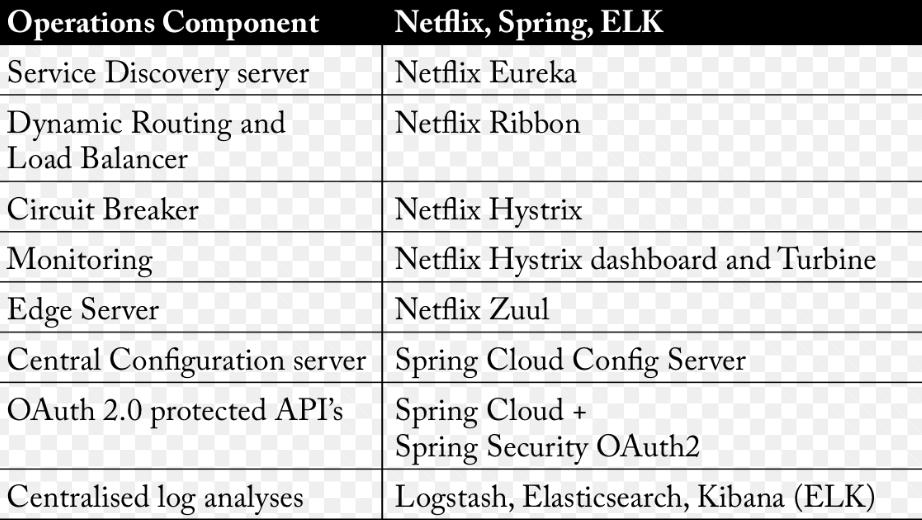 Operations Component Netflix, Spring, ELK
Service Discovery server Netflix Eureka
Dynamic Routing and Netflix Ribbon
Load Balancer
Circuit Breaker Netflix Hystrix
Monitoring Netflix Hystrix dashboard and Turbine
Edge Server Netflix Zuul
Central Configuration server Spring Cloud Config Server
OAuth 2.0 protected API’s Spring Cloud +
Spring Security OAuth2
Centralised log analyses Logstash, Elasticsearch, Kibana (ELK)